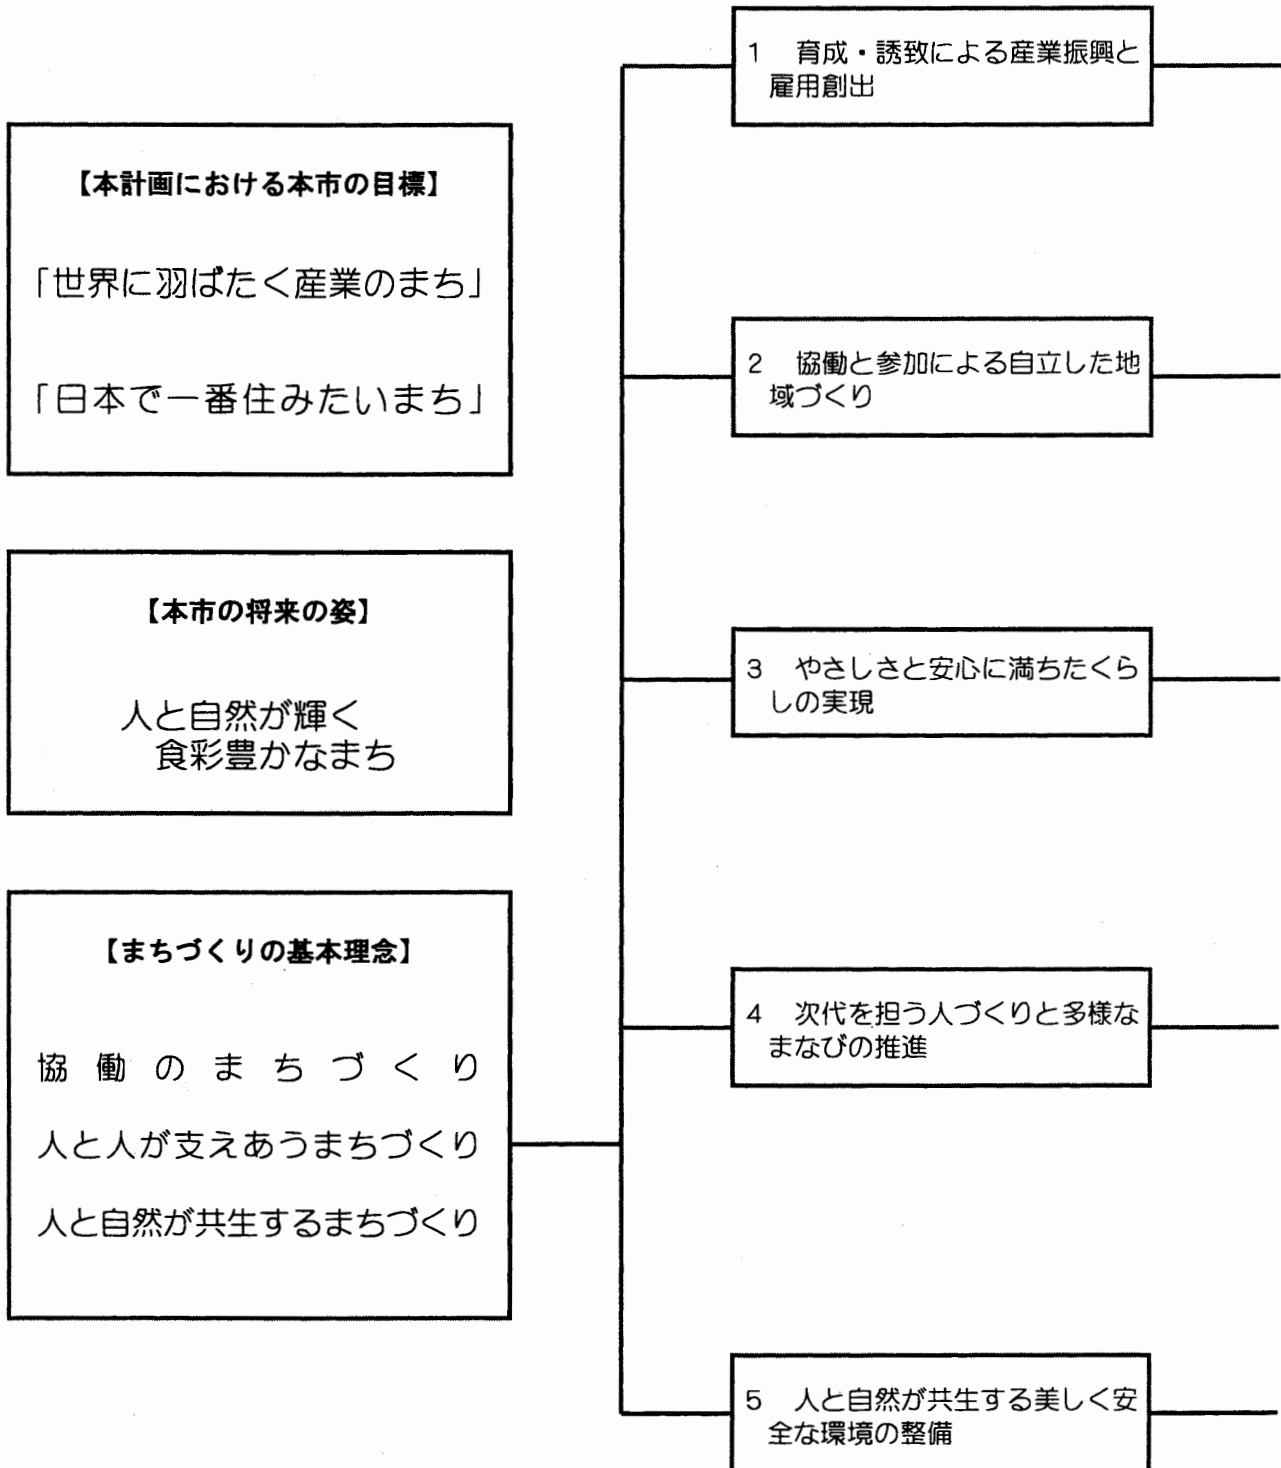 【本計画における本市の目標】
「世界に羽ばたく産業のまち」
「日本で一番住みたいまち」
【本市の将来の姿】
人と自然が輝く
食彩豊かなまち
【まちづくりの基本理念】
協働のまちづくり
人と人が支えあうまちづくり
人と自然が共生するまちづくり
1 育成・誘致による産業振興と
雇用創出
2 協働と参加による自立した地
域づくり
3 やさしさと安心に満ちたくら
しの実現
4 次代を担う人づくりと多様な
まなびの推進
5 人と自然が共生する美しく安
全な環境の整備